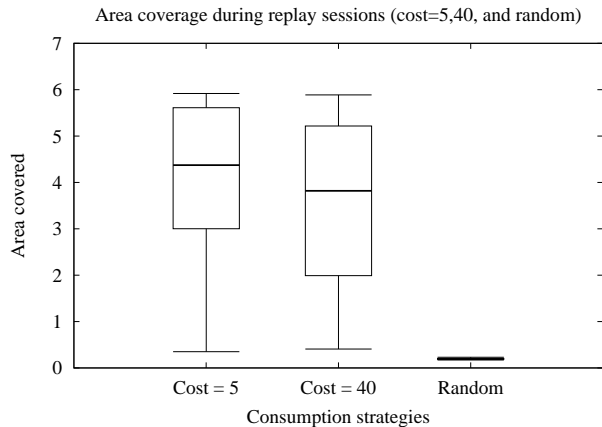 Area coverage during replay sessions (cost=5,40, and random)
7
6
5
4
3
2
1
0
Area covered
Cost = 5
Cost = 40
Random
Consumption strategies